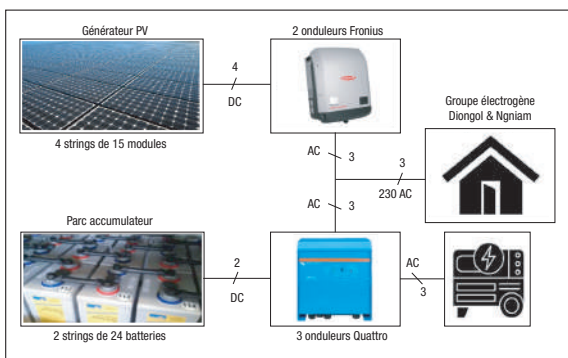 Générateur PV
2 onduleurs Fronius
4
DC
4 strings de 15 modules
Groupe électrogène
Diongol & Ngniam
AC
3
3
230 AC
AC
3
Parc accumulateur
2
DC
AC
3
2 strings de 24 batteries
3 onduleurs Quattro